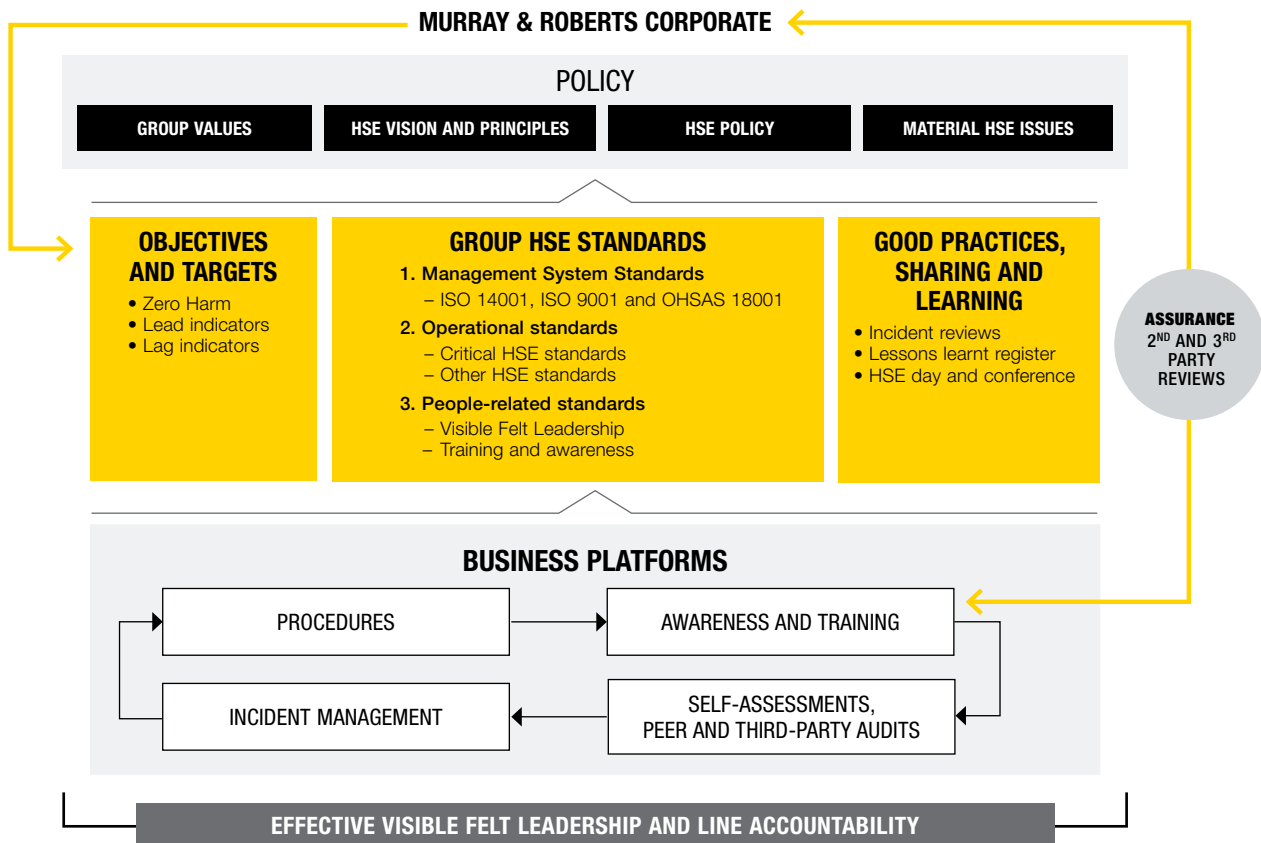 MURRAY & ROBERTS CORPORATE
POLICY
GROUP VALUES
HSE VISION AND PRINCIPLES
HSE POLICY
MATERIAL HSE ISSUES
OBJECTIVES
AND TARGETS
• Zero Harm
• Lead indicators
• Lag indicators
GROUP HSE STANDARDS
1. Management System Standards
– ISO 14001, ISO 9001 and OHSAS 18001
2. Operational standards
– Critical HSE standards
– Other HSE standards
3. People-related standards
– Visible Felt Leadership
– Training and awareness
GOOD PRACTICES,
SHARING AND
LEARNING
• Incident reviews
• Lessons learnt register
• HSE day and conference
ASSURANCE
2ND AND 3RD
PARTY
REVIEWS
BUSINESS PLATFORMS
PROCEDURES
AWARENESS AND TRAINING
INCIDENT MANAGEMENT
SELF-ASSESSMENTS,
PEER AND THIRD-PARTY AUDITS
EFFECTIVE VISIBLE FELT LEADERSHIP AND LINE ACCOUNTABILITY